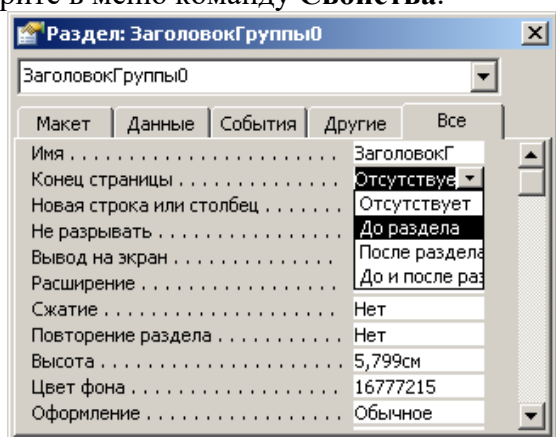 рите в меню команду Свойства.
Раздел: ЗаголовокГруппы0
ЗаголовокГруппы0
Макет Данные События Другие Все
Имя . . . . . . . . . . . . . . . . . . . . . . . ЗаголовокГ
Конец страницы . . . . . . . . . . . . . . Отсутствуе
Новая строка или столбец . . . . . . . Отсутствует
Не разрывать . . . . . . . . . . . . . . . . До раздела
Вывод на экран . . . . . . . . . . . . . . После раздела
Расширение . . . . . . . . . . . . . . . . . До и после раз
Сжатие . . . . . . . . . . . . . . . . . . . . Нет
Повторение раздела . . . . . . . . . . . Нет
Высота . . . . . . . . . . . . . . . . . . . . 5,799см
Цвет фона . . . . . . . . . . . . . . . . . . 16777215
Оформление . . . . . . . . . . . . . . . . . Обычное